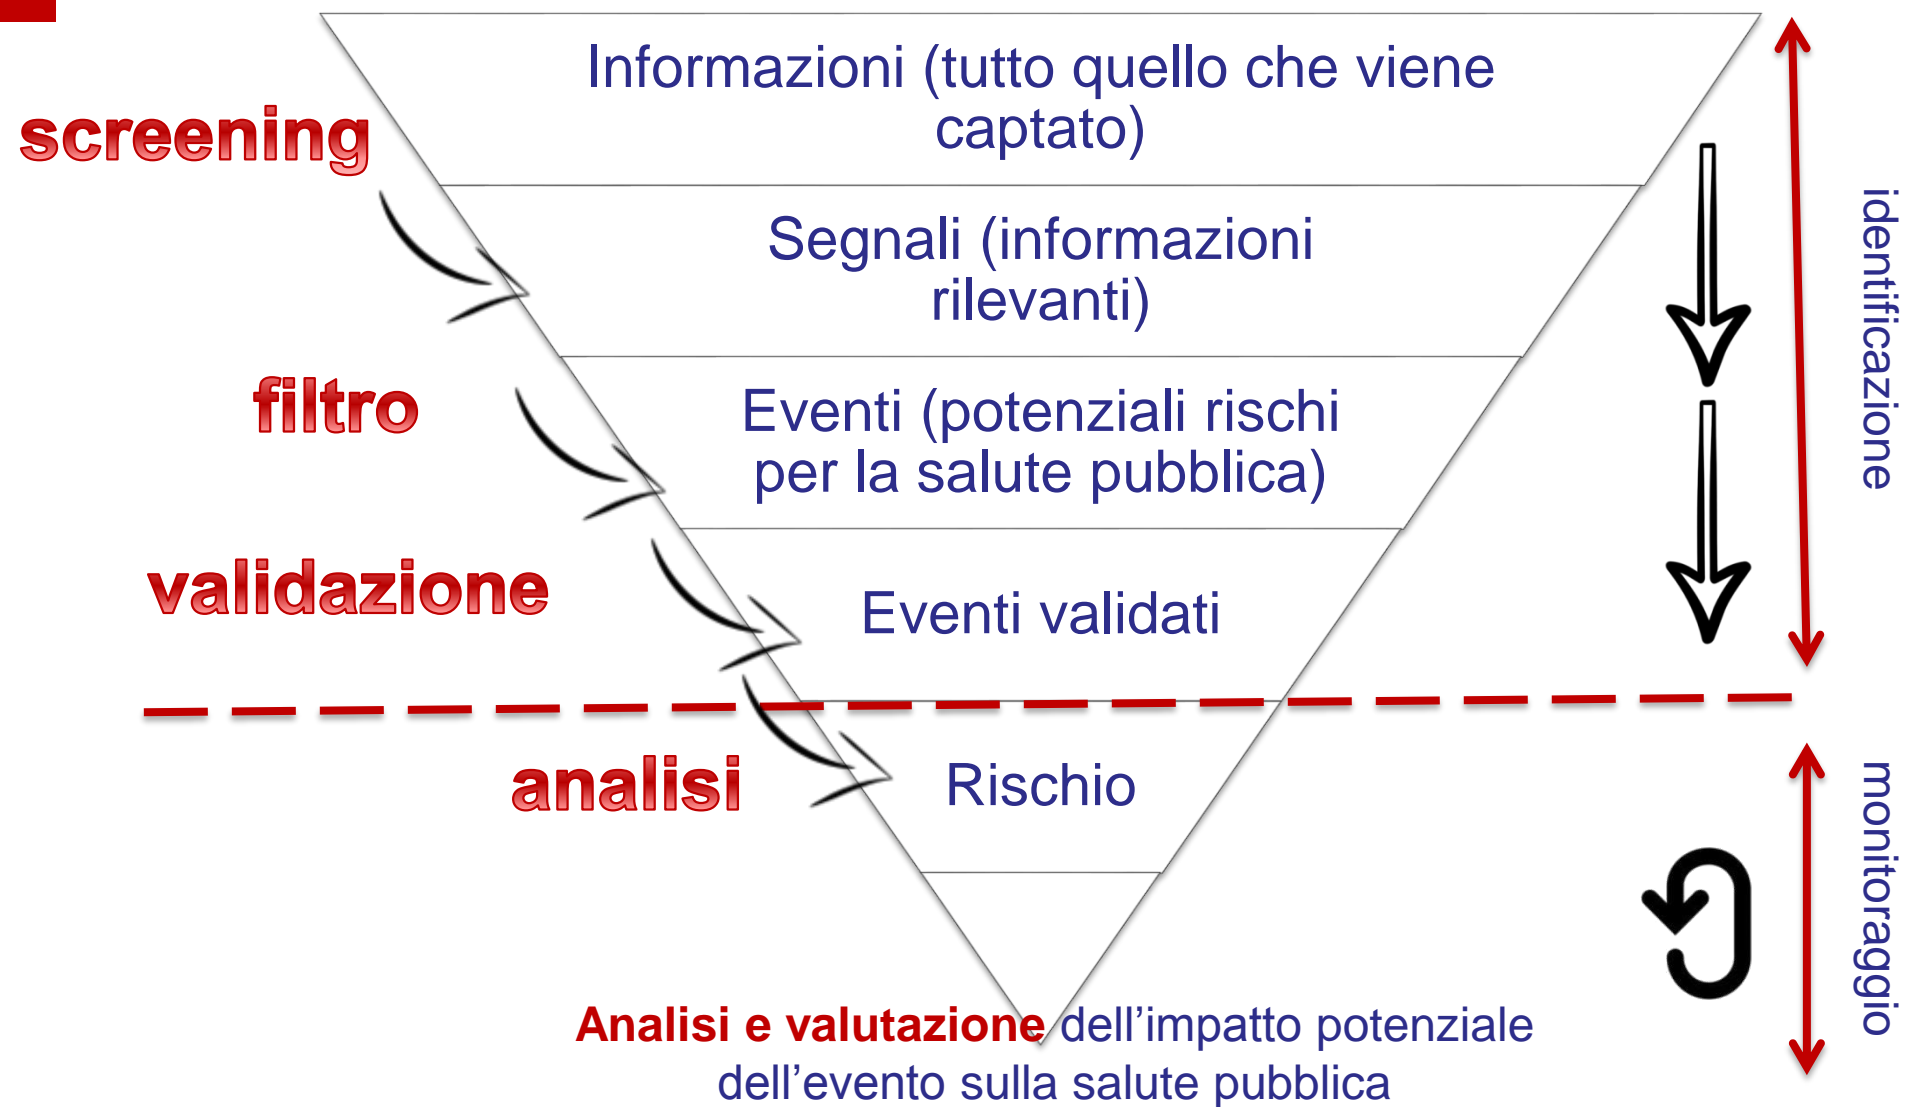 Informazioni (tutto quello che viene
captato)
screening
Segnali (informazioni
rilevanti)
identificazione
filtro
Eventi (potenziali rischi
per la salute pubblica)
validazione
Eventi validati
analisi
Rischio
monitoraggio
Analisi e valutazione dell’impatto potenziale
dell’evento sulla salute pubblica